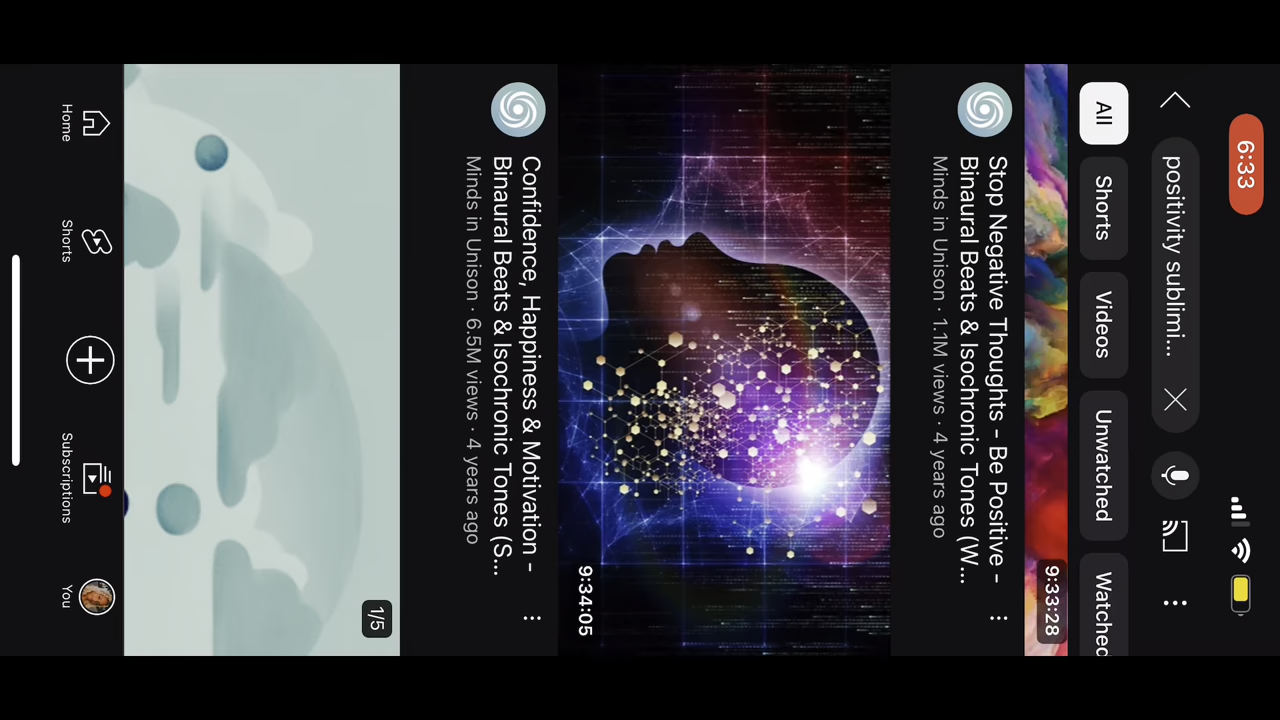 6:33
positivity sublimi...
All
Shorts
Videos
Unwatched
Watched
9:33:28
Stop Negative Thoughts – Be Positive –
Binaural Beats & Isochronic Tones (W...
Minds in Unison · 1.1M views · 4 years ago
9:34:05
Confidence, Happiness & Motivation -
Binaural Beats & Isochronic Tones (S...
Minds in Unison · 6.5M views · 4 years ago
1/5
Home
Shorts
Subscriptions
You